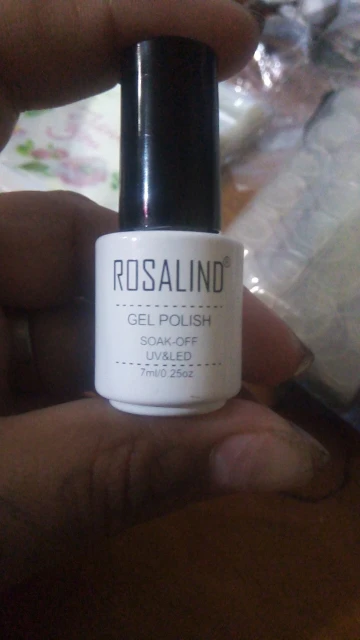 ROSALIND®
GEL POLISH
SOAK-OFF
UV&LED
7ml/0.25oz